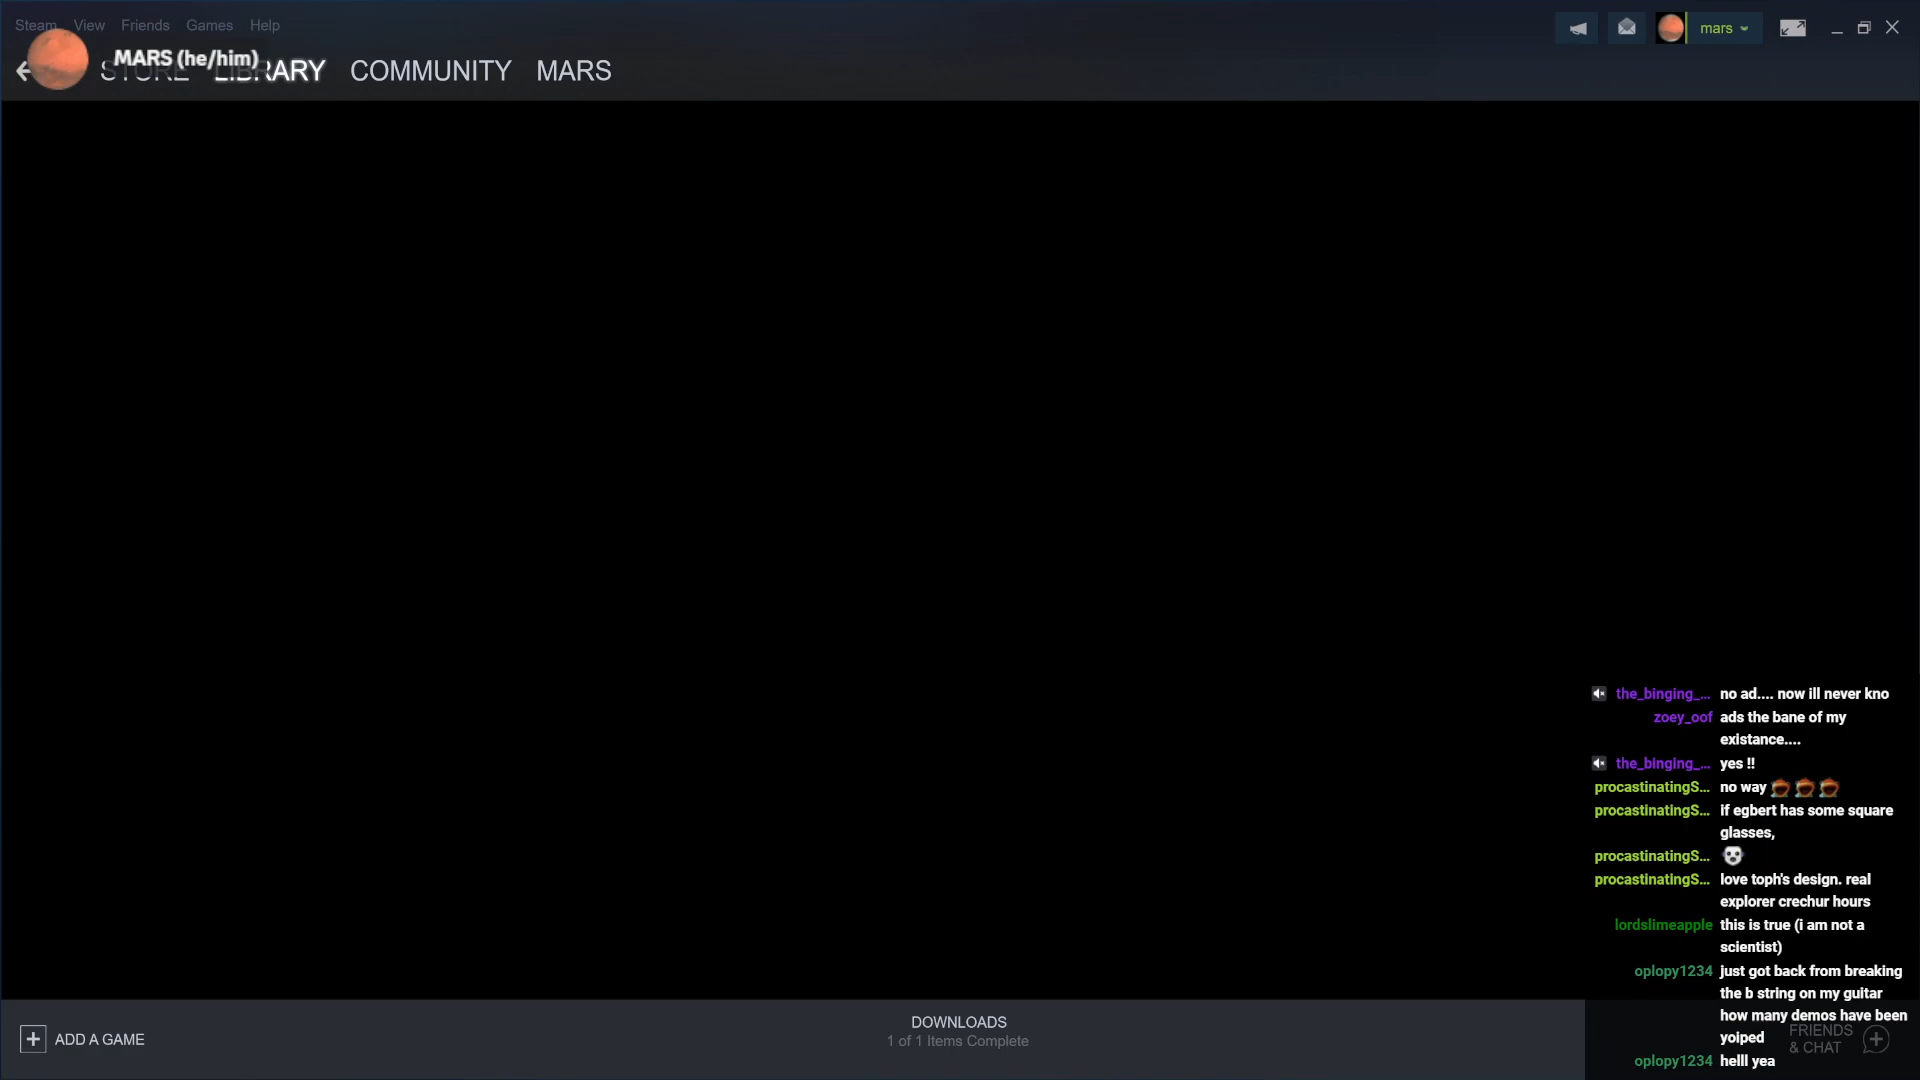 Steam View Friends Games Help
MARS (he/him)
STORE LIBRARY COMMUNITY MARS
mars
the_binging_... no ad.... now ill never kno
zoey_oof ads the bane of my
existance....
the_binging_... yes !!
procastinatingS... no way
procastinatingS... if egbert has some square
glasses,
procastinatingS...
procastinatingS... love toph's design. real
explorer crechur hours
lordslimeapple this is true (i am not a
scientist)
oplopy1234 just got back from breaking
the b string on my guitar
how many demos have been
yoiped
oplopy1234 helll yea
ADD A GAME
DOWNLOADS
1 of 1 Items Complete
FRIENDS
& CHAT